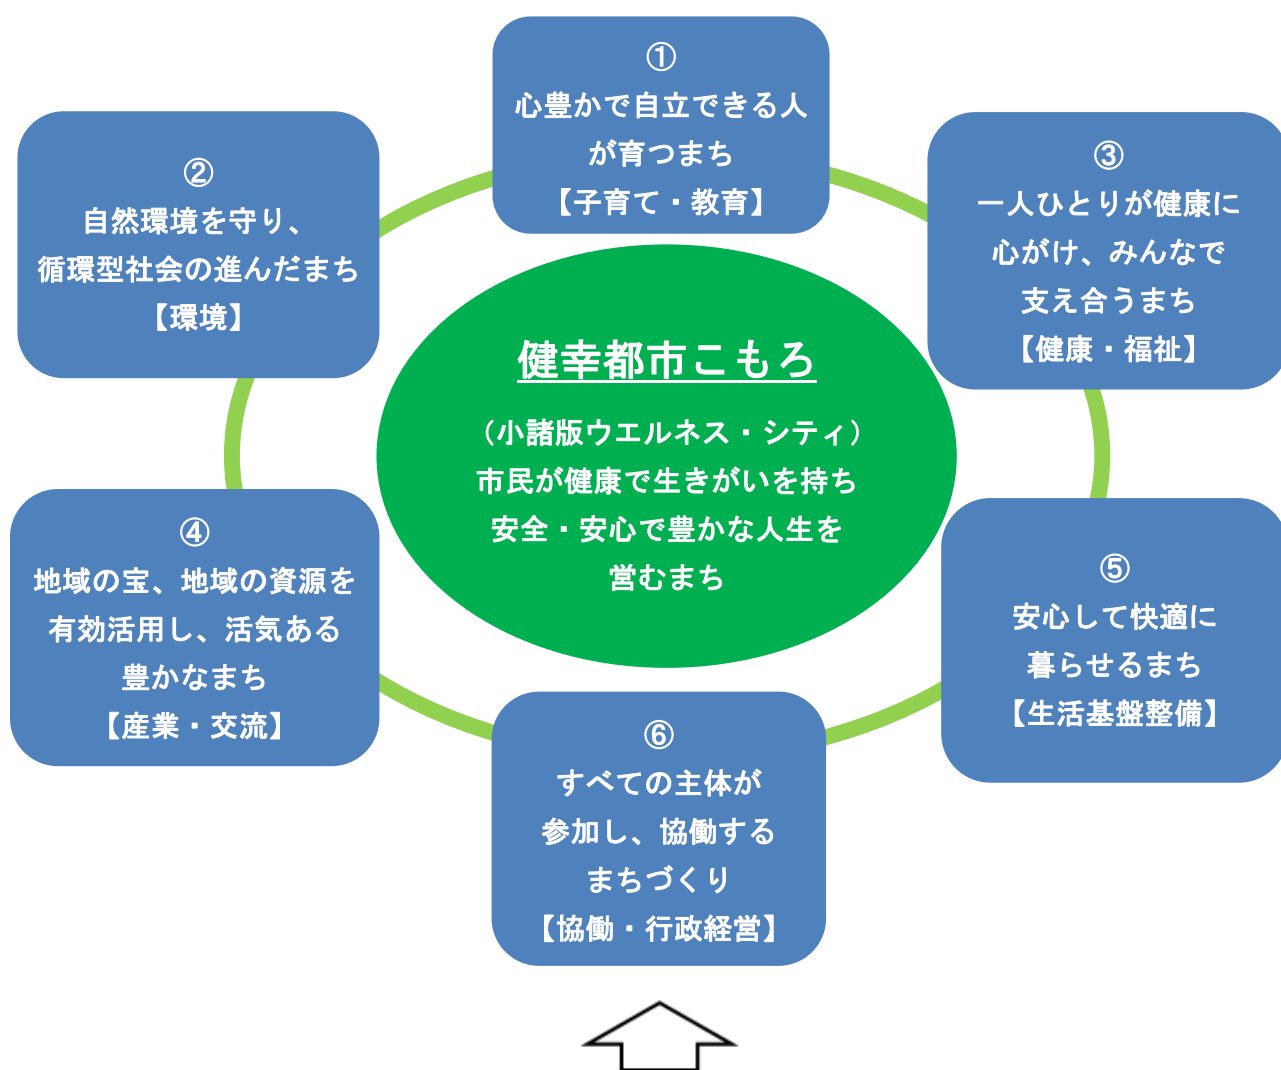 ①
心豊かで自立できる人
が育つまち
【子育て・教育】
②
自然環境を守り、
循環型社会の進んだまち
【環境】
③
一人ひとりが健康に
心がけ、みんなで
支え合うまち
【健康・福祉】
健幸都市こもろ
（小諸版ウエルネス・シティ）
市民が健康で生きがいを持ち
安全・安心で豊かな人生を
営むまち
④
地域の宝、地域の資源を
有効活用し、活気ある
豊かなまち
【産業・交流】
⑤
安心して快適に
暮らせるまち
【生活基盤整備】
⑥
すべての主体が
参加し、協働する
まちづくり
【協働・行政経営】